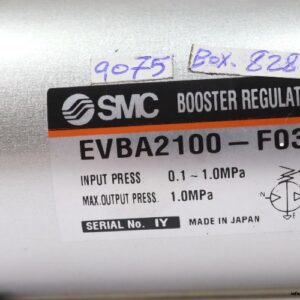 9075 Box. 828
SMC BOOSTER REGULAT
EVBA2100-F03
INPUT PRESS 0.1 ~ 1.0MPa
MAX.OUTPUT PRESS. 1.0MPa
SERIAL No. IY MADE IN JAPAN